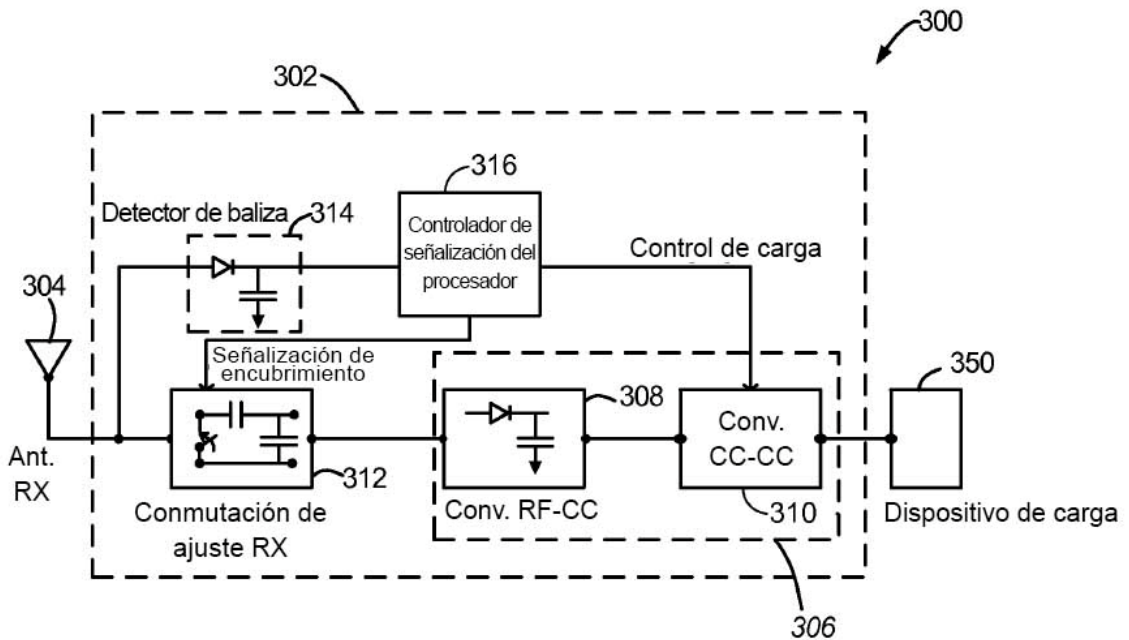 300
302
316
Detector de baliza
314
Controlador de
señalización del
procesador
Control de carga
304
Señalización de
encubrimiento
308
350
Conv.
CC-CC
Ant.
RX
312
Conv. RF-CC
310
Conmutación de
ajuste RX
Dispositivo de carga
306